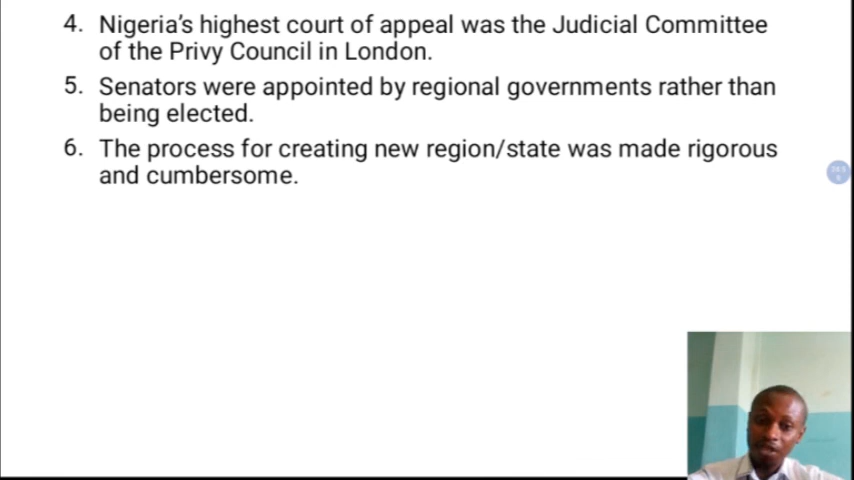 4. Nigeria's highest court of appeal was the Judicial Committee
of the Privy Council in London.
5. Senators were appointed by regional governments rather than
being elected.
6. The process for creating new region/state was made rigorous
and cumbersome.